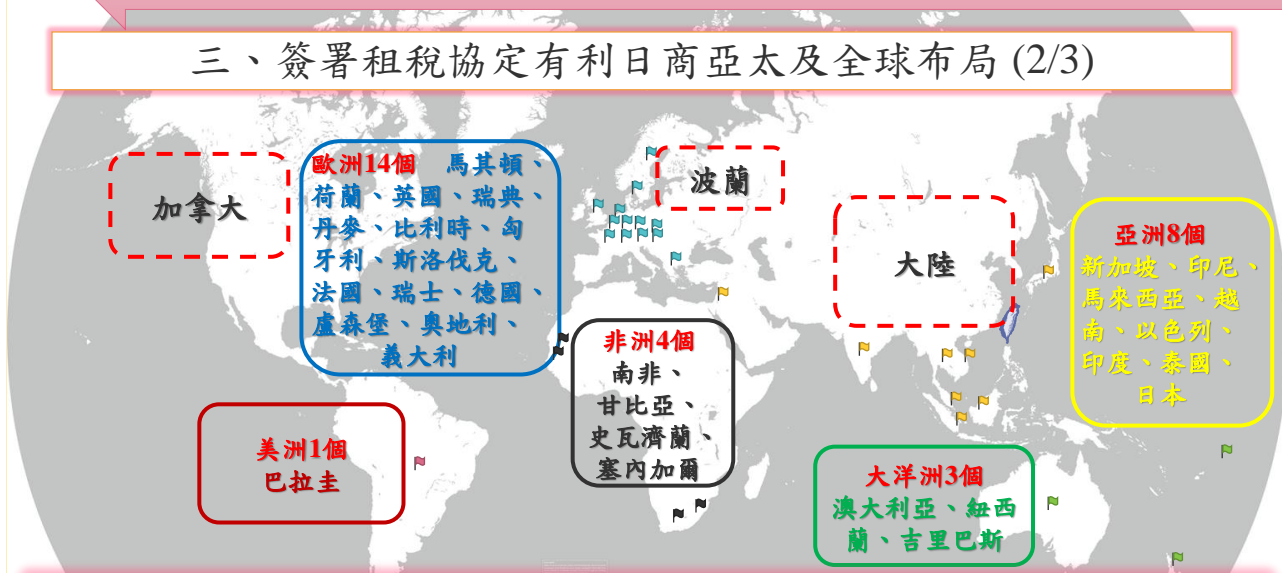 三、簽署租稅協定有利日商亞太及全球布局 (2/3)
加拿大
歐洲14個 馬其頓、
荷蘭、英國、瑞典、
丹麥、比利時、匈
牙利、斯洛伐克、
法國、瑞士、德國、
盧森堡、奧地利、
義大利
波蘭
大陸
亞洲8個
新加坡、印尼、
馬來西亞、越
南、以色列、
印度、泰國、
日本
非洲4個
南非、
甘比亞、
史瓦濟蘭、
塞內加爾
美洲1個
巴拉圭
大洋洲3個
澳大利亞、紐西
蘭、吉里巴斯